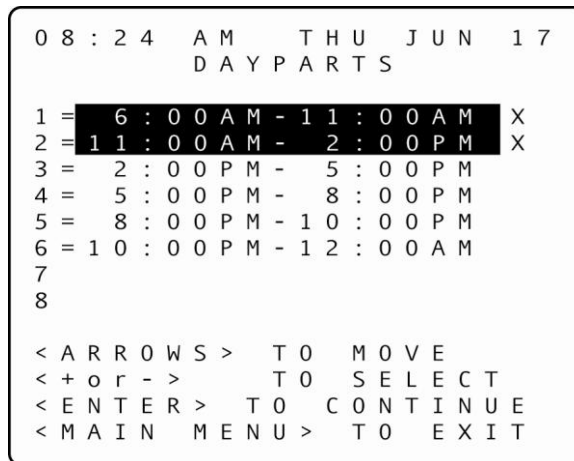 08:24 AM THU JUN 17
DAYPARTS
1= 6:00AM-11:00AM X
2=11:00AM- 2:00PM X
3= 2:00PM- 5:00PM
4= 5:00PM- 8:00PM
5= 8:00PM-10:00PM
6=10:00PM-12:00AM
7
8
<ARROWS> TO MOVE
<+or-> TO SELECT
<ENTER> TO CONTINUE
<MAIN MENU> TO EXIT